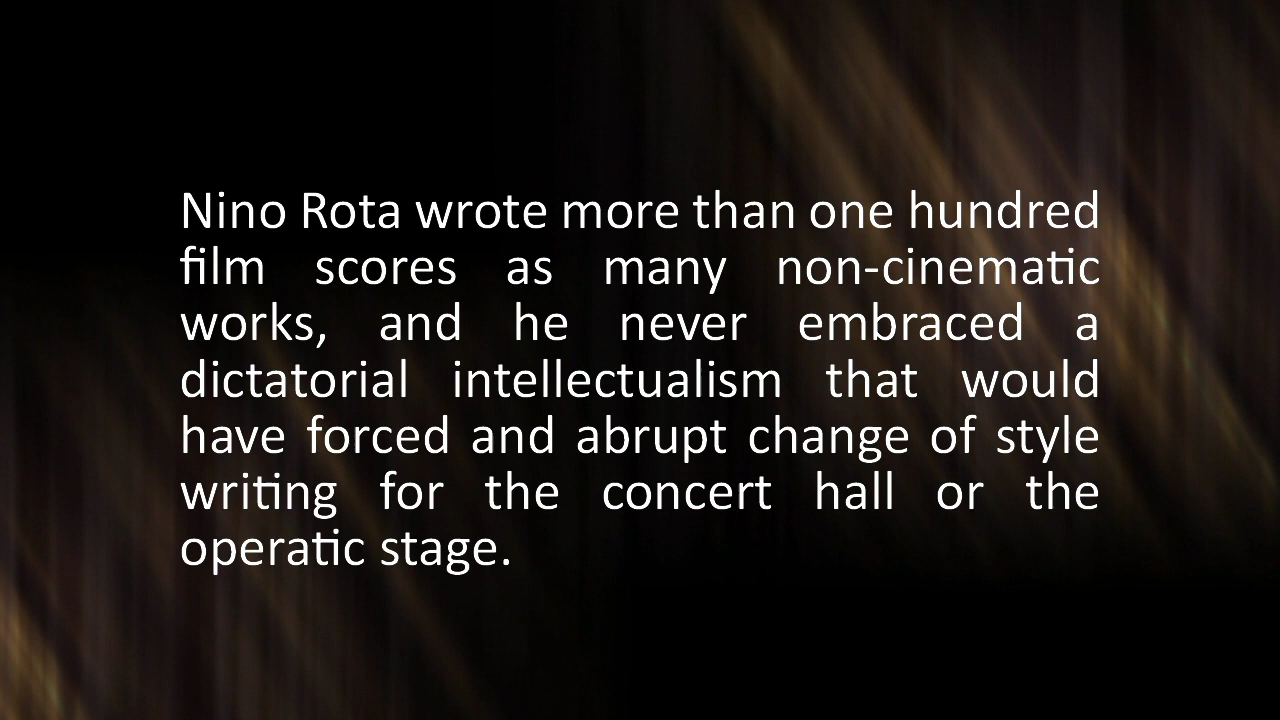 Nino Rota wrote more than one hundred
film scores as many non-cinematic
works, and he never embraced a
dictatorial intellectualism that would
have forced and abrupt change of style
writing for the concert hall or the
operatic stage.